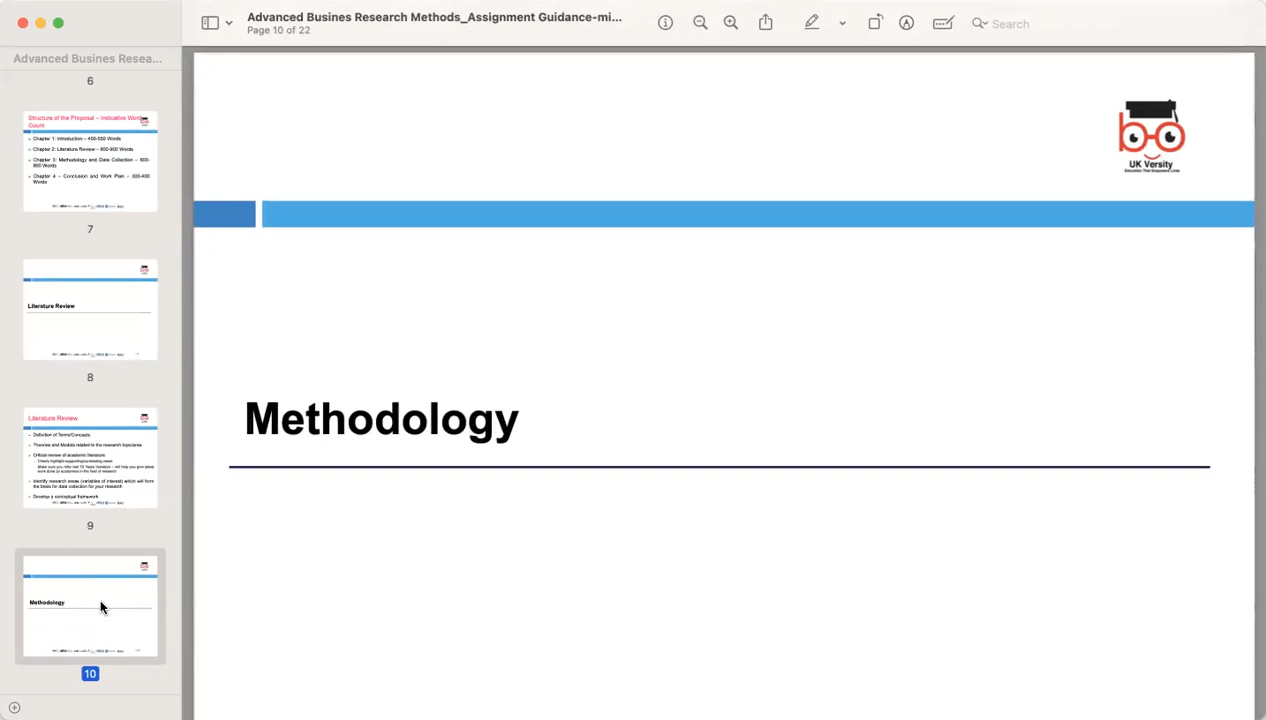 Advanced Busines Research Methods_Assignment Guidance-mi...
Page 10 of 22
Search
Advanced Busines Resea...
6
Structure of the Proposal – Indicative Word
Count
Chapter 1: Introduction – 450-550 Words
Chapter 2: Literature Review – 800-900 Words
Chapter 3: Methodology and Data Collection – 800-
900 Words
Chapter 4 – Conclusion and Work Plan – 300-400
Words
7
Literature Review
8
Literature Review
Definition of Terms/Concepts
Theories and Models related to the research topic/area
Critical review of academic literature
Identify research areas (variables of interest) which will form
the basis for data collection for your research
Develop a conceptual framework
9
Methodology
10
UK Versity
Education That Empowers Lives
Methodology